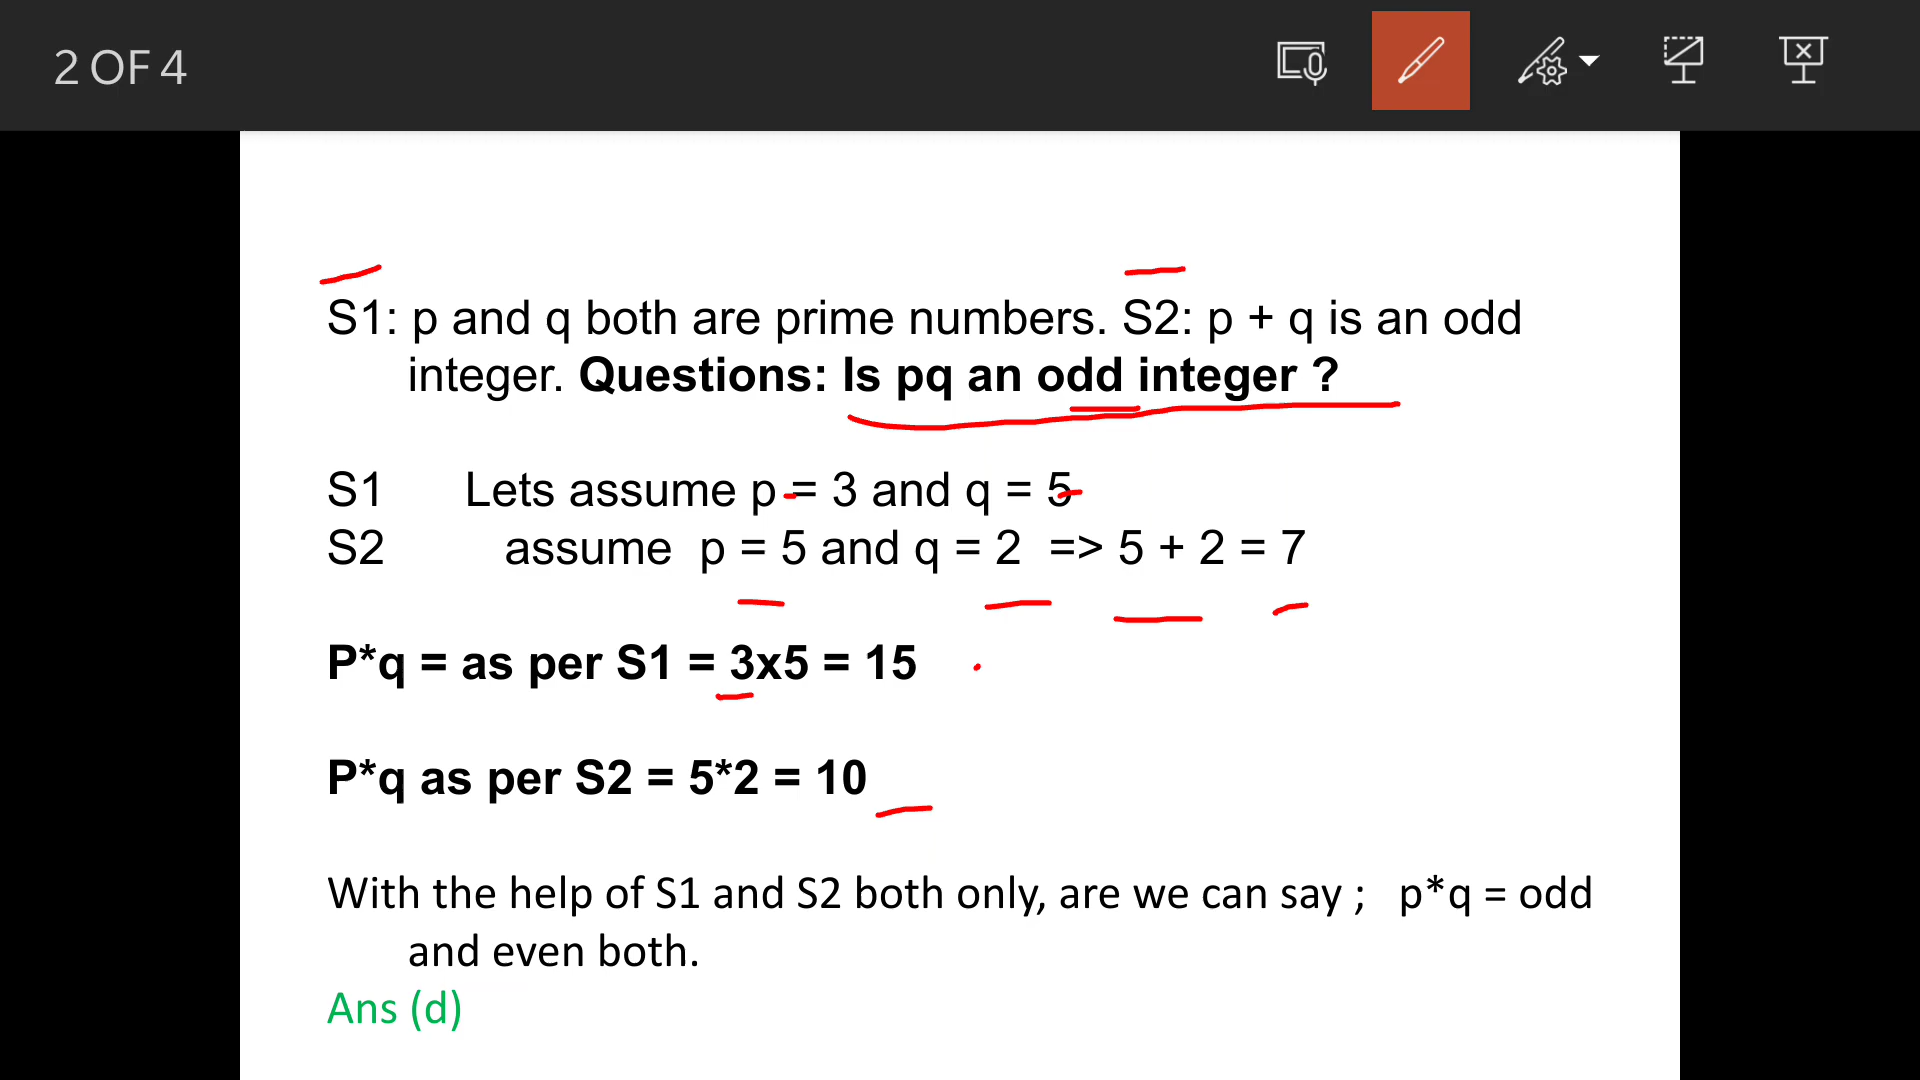 2 OF 4
S1: p and q both are prime numbers. S2: p + q is an odd
integer. Questions: Is pq an odd integer ?
S1 Lets assume p = 3 and q = 5
S2 assume p = 5 and q = 2 => 5 + 2 = 7
P*q = as per S1 = 3x5 = 15
P*q as per S2 = 5*2 = 10
With the help of S1 and S2 both only, are we can say ; p*q = odd
and even both.
Ans (d)